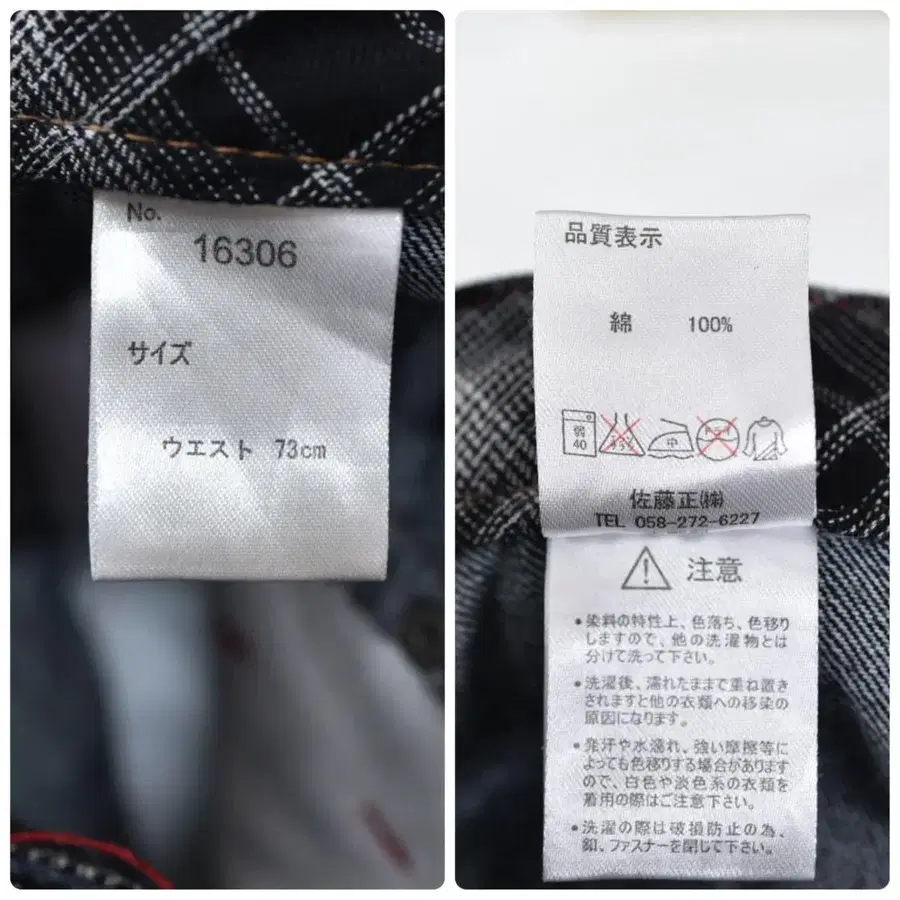 No.
16306
サイズ
ウエスト 73cm
品質表示
綿 100%
弱
40
中
佐藤正㈱
TEL 058-272-6227
注意
•染料の特性上、色落ち、色移り
しますので、他の洗濯物とは
分けて洗って下さい。
•洗濯後、濡れたままで重ね置き
されますと他の衣類への移染の
原因になります。
•発汗や水濡れ、強い摩擦等に
よっても色移りする場合があります
ので、白色や淡色系の衣類を
着用の際はご注意下さい。
•洗濯の際は破損防止の為、
釦、ファスナーを閉じて下さい。